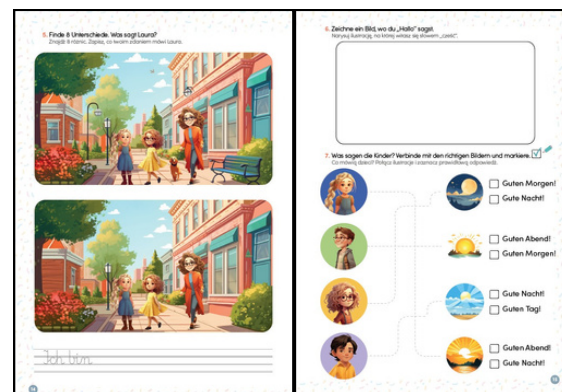 5. Finde 8 Unterschiede. Was sagt Laura?
Znajdź 8 różnic. Zapisz, co twoim zdaniem mówi Laura.
Ich bin
6. Zeichne ein Bild, wo du „Hallo” sagst.
Narysuj ilustrację, na której witasz się słowem „cześć”.
7. Was sagen die Kinder? Verbinde mit den richtigen Bildern und markiere.
Co mówią dzieci? Połącz ilustracje i zaznacz prawidłową odpowiedź.
Guten Morgen!
Gute Nacht!
Guten Abend!
Guten Morgen!
Gute Nacht!
Guten Tag!
Guten Abend!
Gute Nacht!